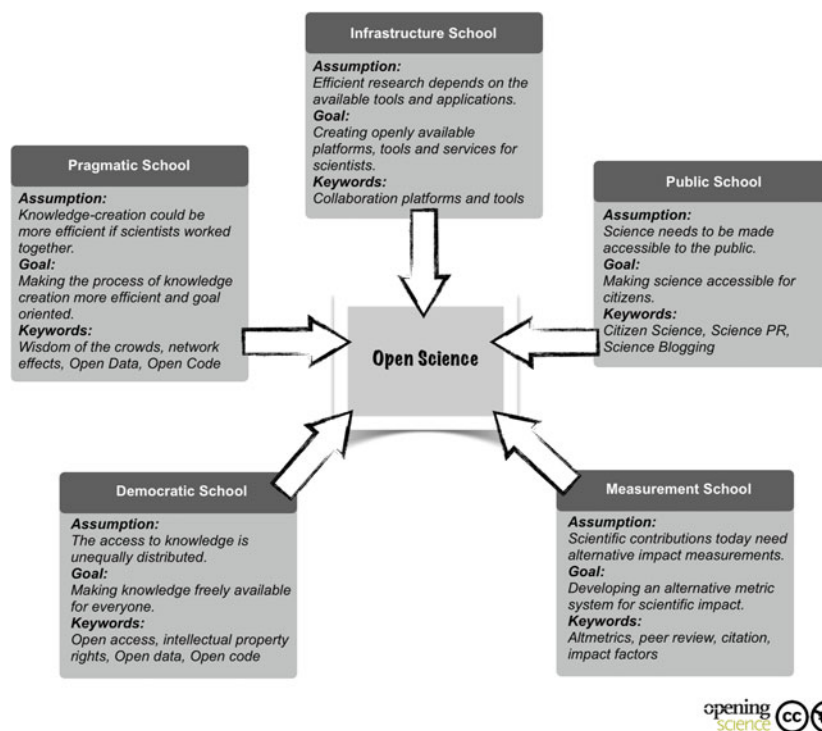 Infrastructure School
Assumption:
Efficient research depends on the
available tools and applications.
Goal:
Creating openly available
platforms, tools and services for
scientists.
Keywords:
Collaboration platforms and tools
Pragmatic School
Assumption:
Knowledge-creation could be
more efficient if scientists worked
together.
Goal:
Making the process of knowledge
creation more efficient and goal
oriented.
Keywords:
Wisdom of the crowds, network
effects, Open Data, Open Code
Public School
Assumption:
Science needs to be made
accessible to the public.
Goal:
Making science accessible for
citizens.
Keywords:
Citizen Science, Science PR,
Science Blogging
Open Science
Democratic School
Assumption:
The access to knowledge is
unequally distributed.
Goal:
Making knowledge freely available
for everyone.
Keywords:
Open access, intellectual property
rights, Open data, Open code
Measurement School
Assumption:
Scientific contributions today need
alternative impact measurements.
Goal:
Developing an alternative metric
system for scientific impact.
Keywords:
Altmetrics, peer review, citation,
impact factors
opening
science
cc